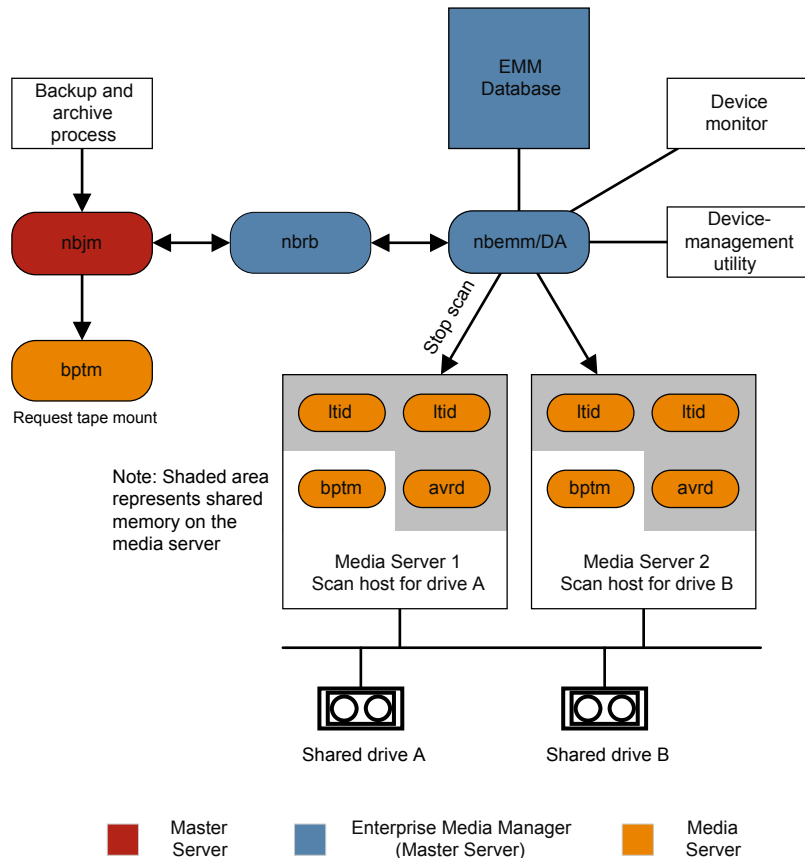 EMM
Database
Backup and
archive
process
Device
monitor
nbjm
nbrb
nbemm/DA
Device-
management
utility
Stop scan
bptm
Request tape mount
ltid
ltid
ltid
ltid
Note: Shaded area
represents shared
memory on the
media server
bptm
avrd
bptm
avrd
Media Server 1
Scan host for drive A
Media Server 2
Scan host for drive B
Shared drive A
Shared drive B
Master
Server
Enterprise Media Manager
(Master Server)
Media
Server